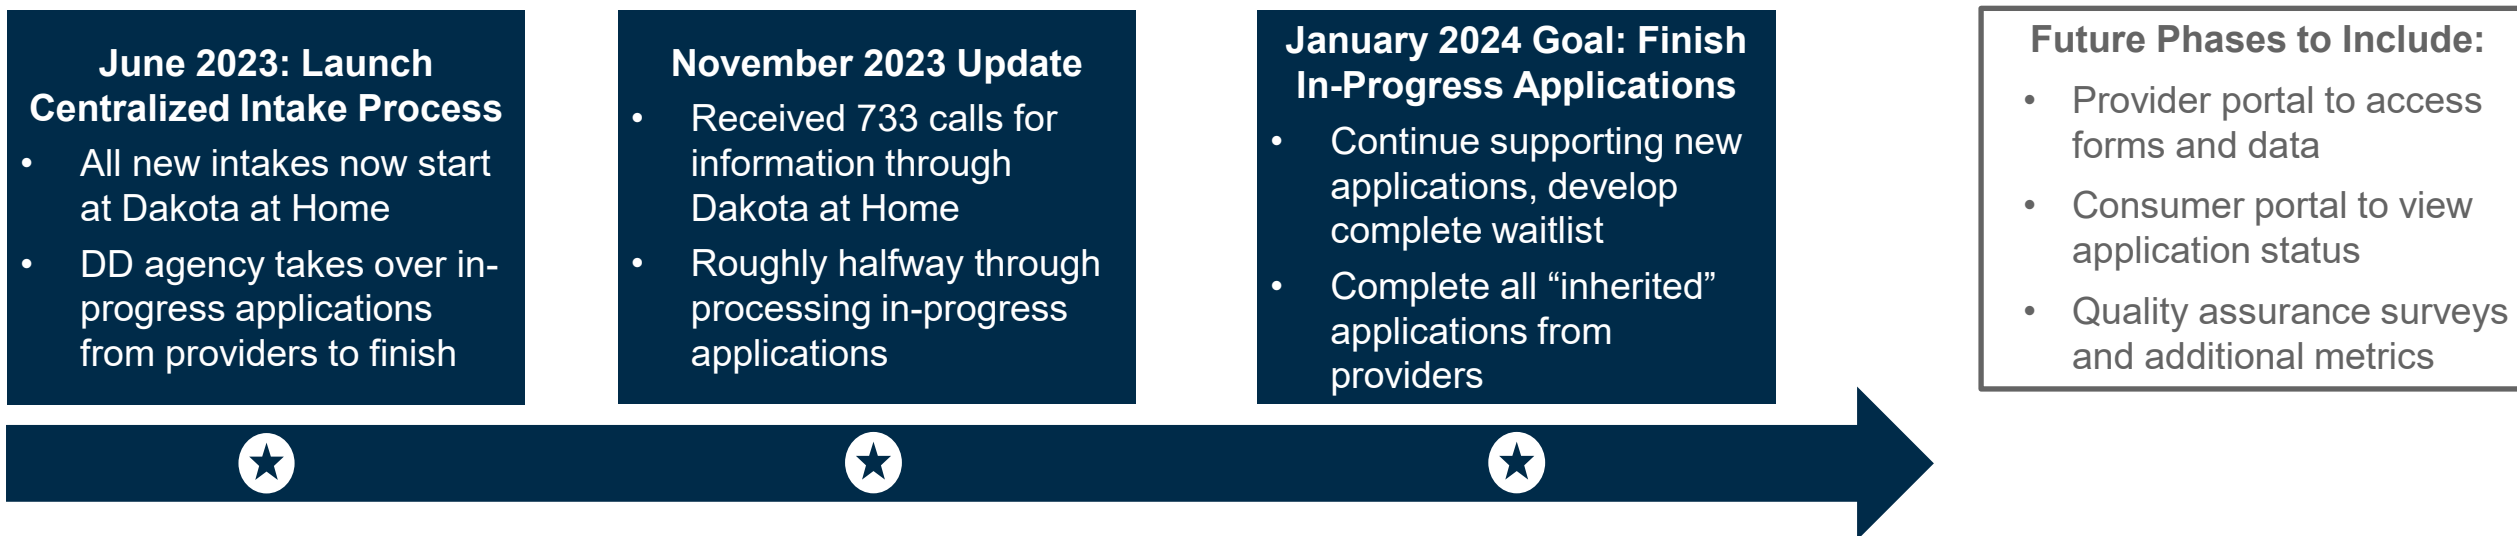 June 2023: Launch
Centralized Intake Process
• All new intakes now start
at Dakota at Home
• DD agency takes over in-
progress applications
from providers to finish
November 2023 Update
• Received 733 calls for
information through
Dakota at Home
• Roughly halfway through
processing in-progress
applications
January 2024 Goal: Finish
In-Progress Applications
• Continue supporting new
applications, develop
complete waitlist
• Complete all “inherited”
applications from
providers
Future Phases to Include:
• Provider portal to access
forms and data
• Consumer portal to view
application status
• Quality assurance surveys
and additional metrics